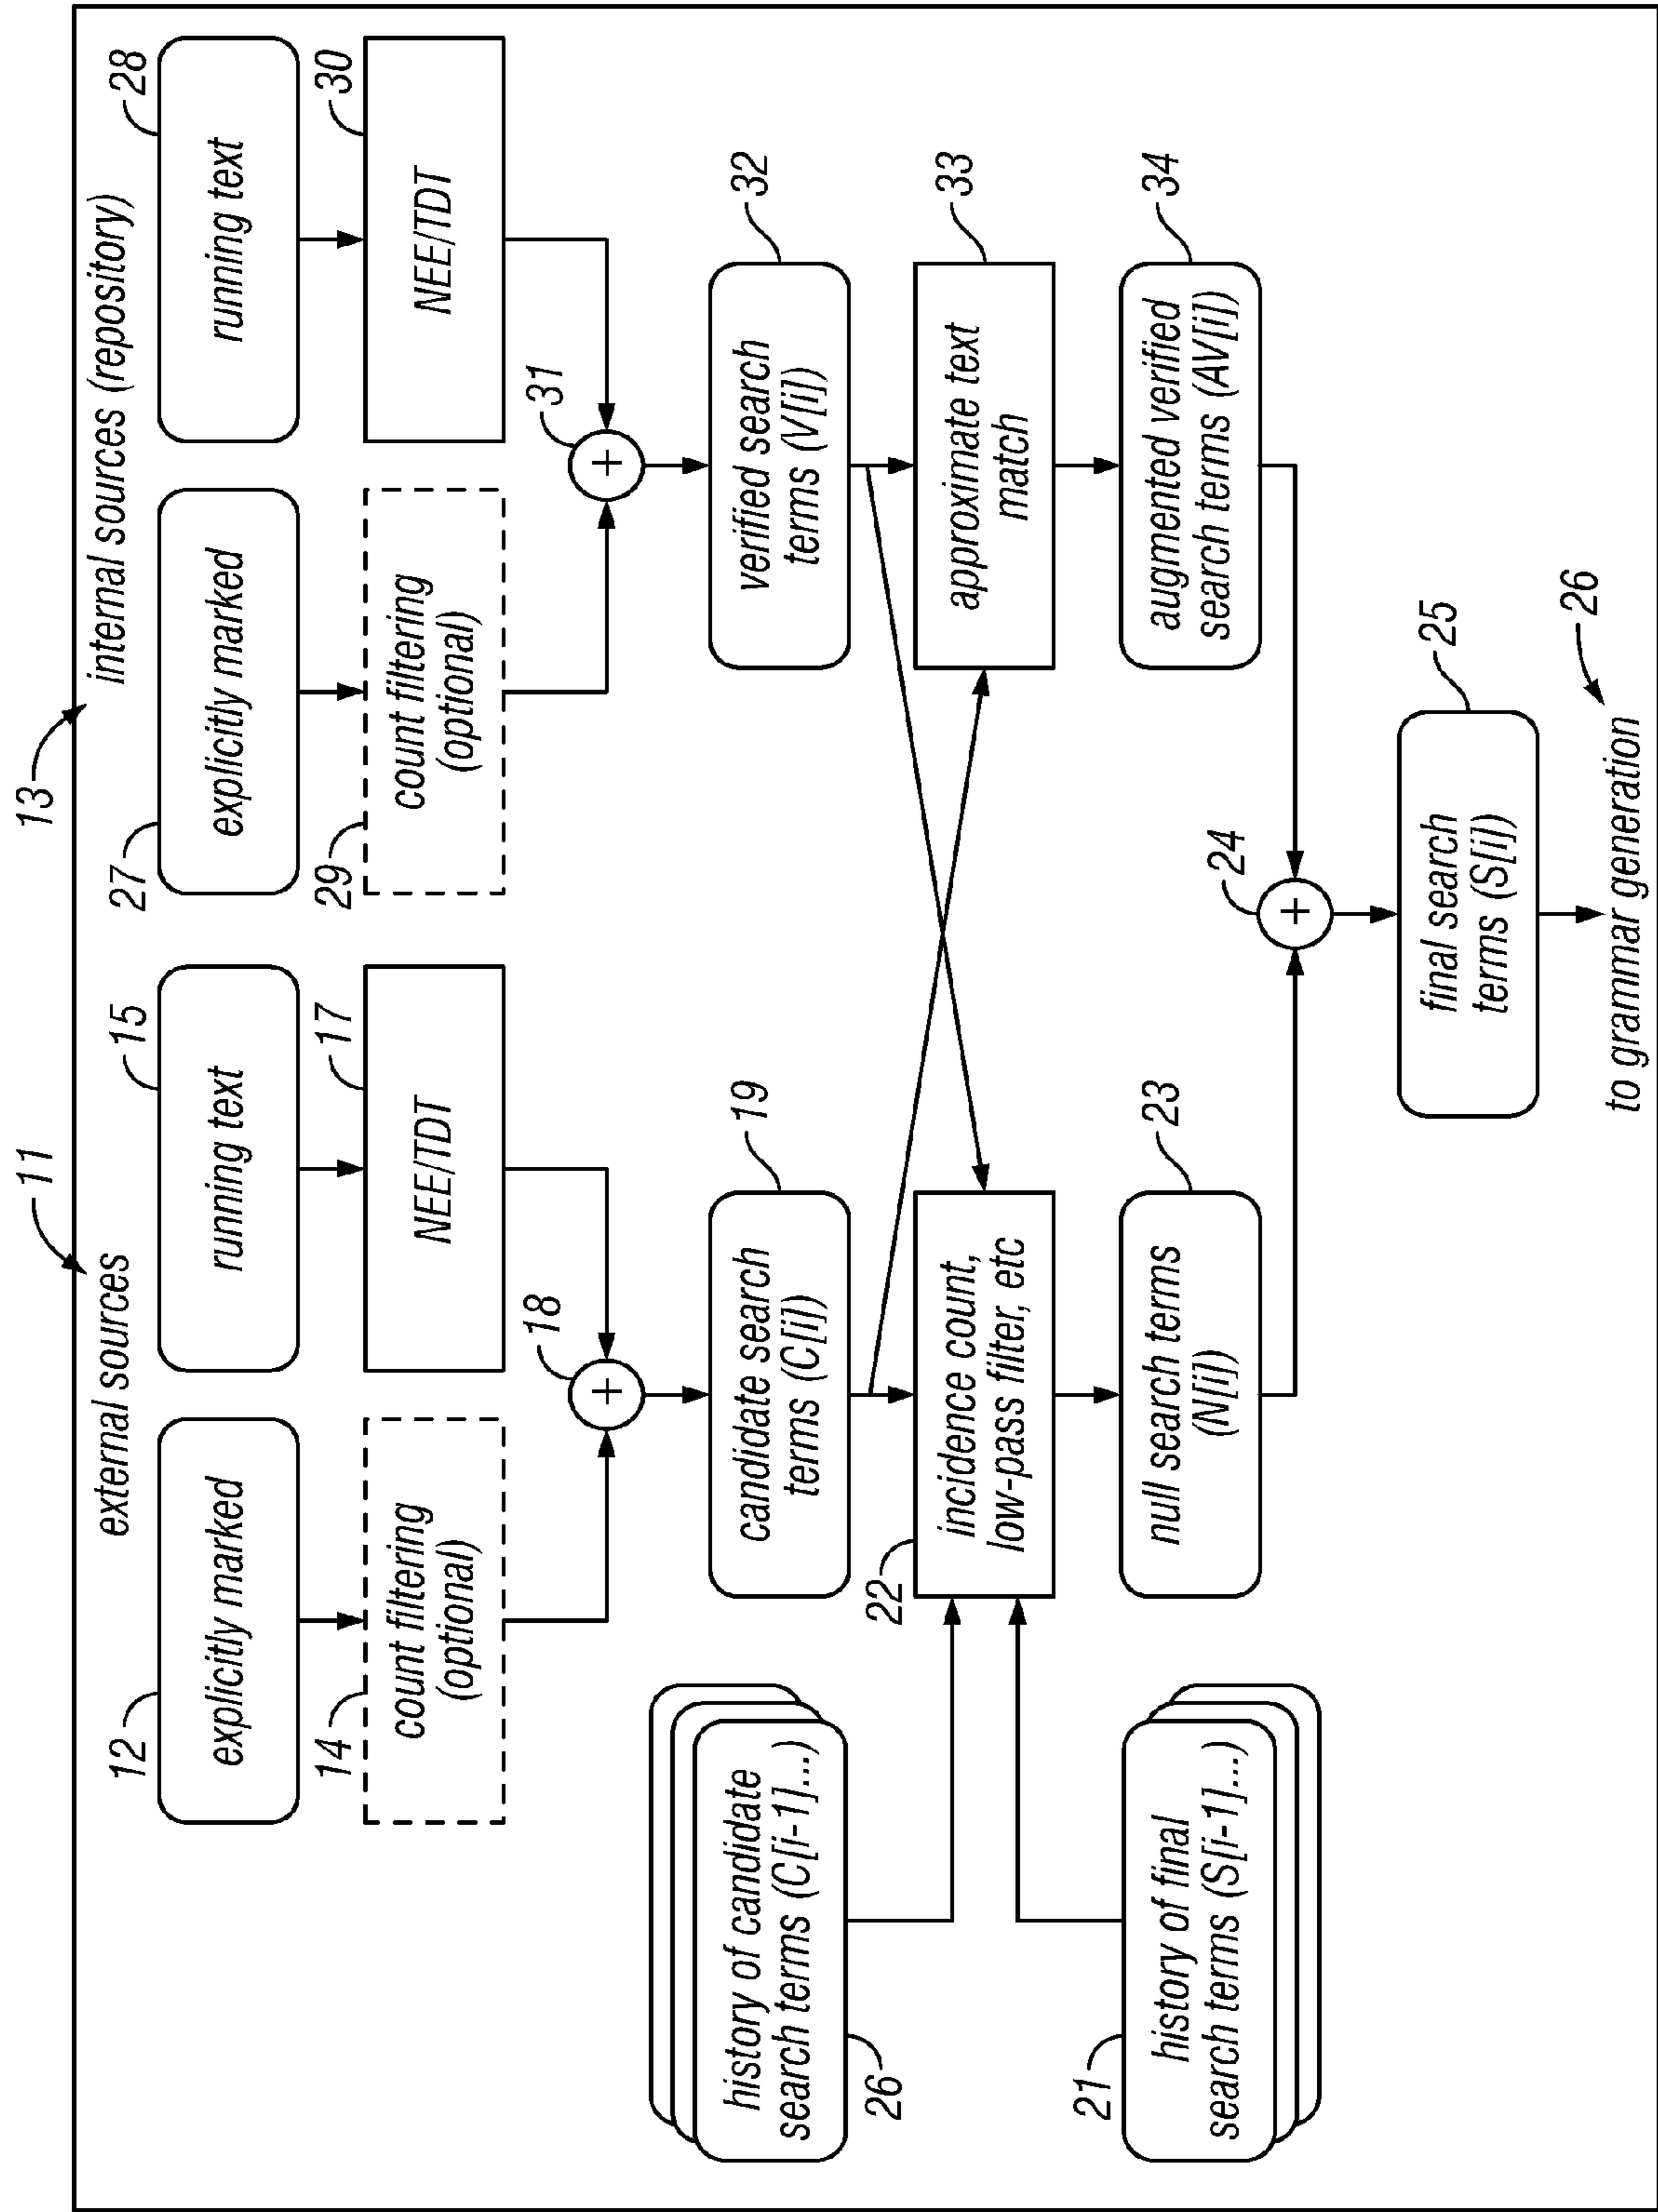 11
13
external sources
internal sources (repository)
12
15
27
28
explicitly marked
running text
explicitly marked
running text
14
17
29
30
count filtering
(optional)
NEE/TDT
count filtering
(optional)
NEE/TDT
18
+
31
+
history of candidate
search terms (C[i-1]...)
26
candidate search
terms (C[i])
19
verified search
terms (V[i])
32
22
incidence count,
low-pass filter, etc
approximate text
match
33
21
history of final
search terms (S[i-1]...)
null search terms
(N[i])
23
augmented verified
search terms (AV[i])
34
24
+
final search
terms (S[i])
25
to grammar generation
26